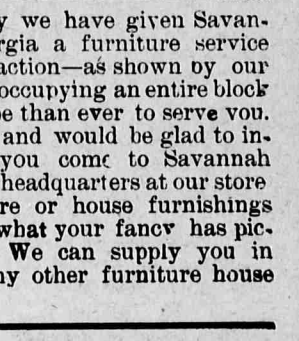 y we have given Savan-
rgia a furniture service
action—as shown by our
occupying an entire block
be than ever to serve you.
and would be glad to in-
you come to Savannah
headquarters at our store
re or house furnishings
what your fancy has pic-
We can supply you in
ny other furniture house